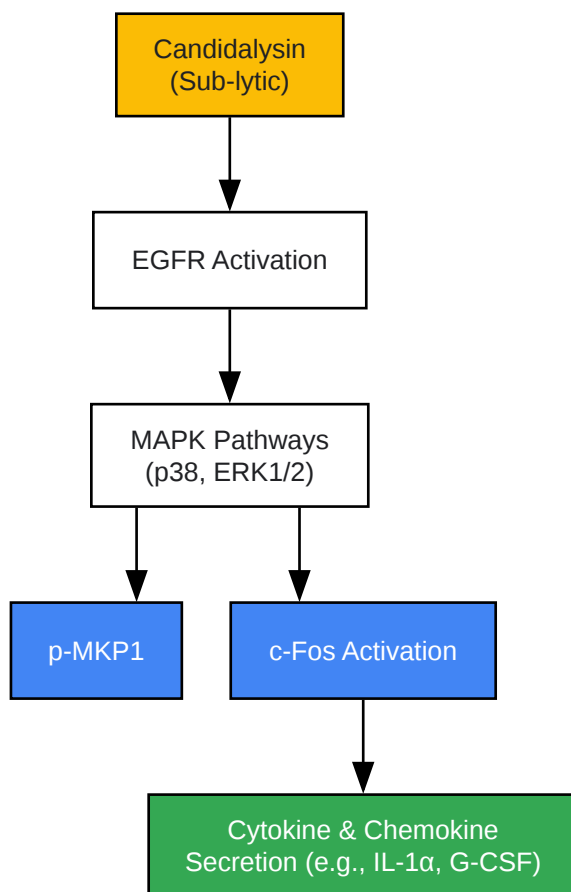 Candidalysin
(Sub-lytic)
EGFR Activation
MAPK Pathways
(p38, ERK1/2)
p-MKP1
c-Fos Activation
Cytokine & Chemokine
Secretion (e.g., IL-1α, G-CSF)